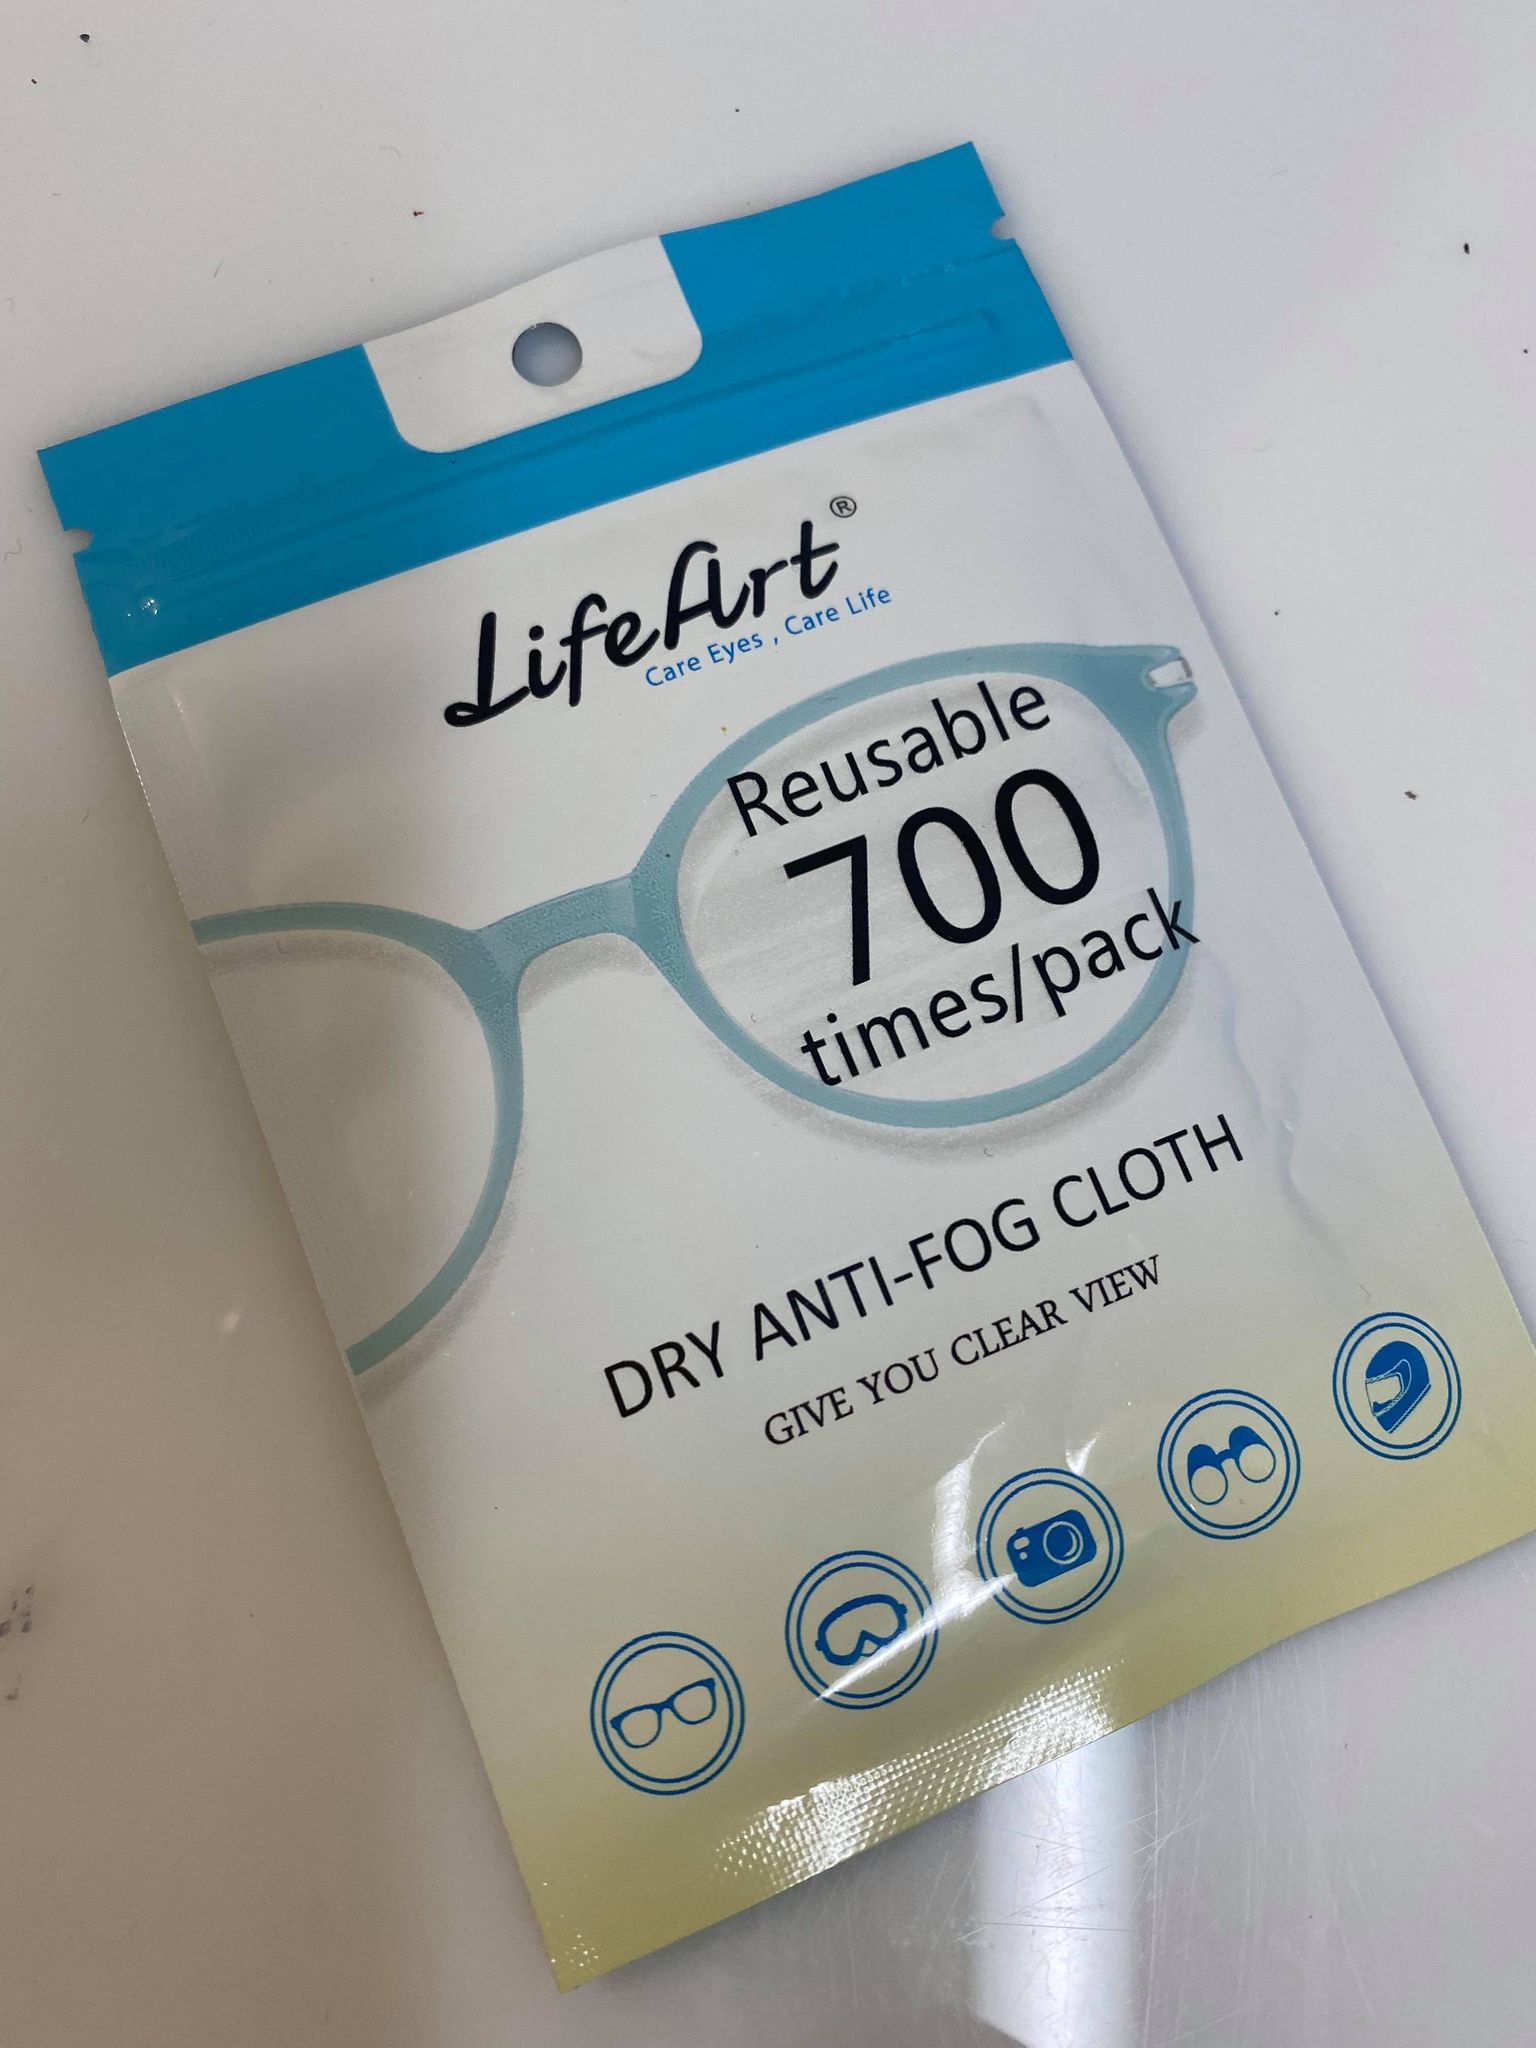 LifeArt®
Care Eyes , Care Life
Reusable
700
times/pack
DRY ANTI-FOG CLOTH
GIVE YOU CLEAR VIEW